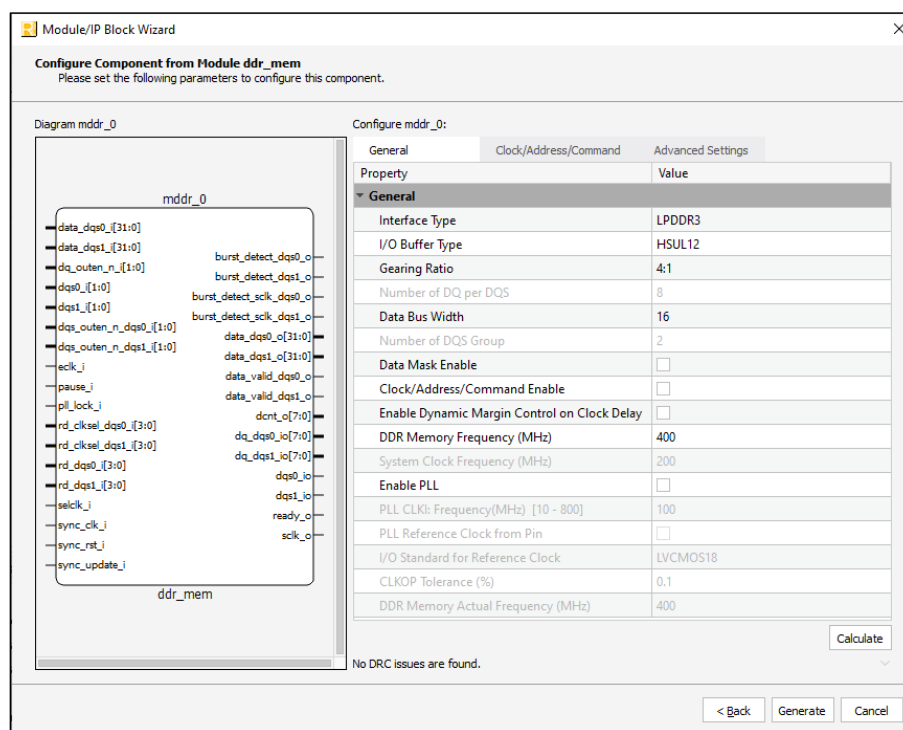 Module/IP Block Wizard
Configure Component from Module ddr_mem
Please set the following parameters to configure this component.
Diagram mddr_0
mddr_0
data_dqs0_i[31:0]
data_dqs1_i[31:0]
dq_outen_n_i[1:0]
dqs0_i[1:0]
dqs1_i[1:0]
dqs_outen_n_dqs0_i[1:0]
dqs_outen_n_dqs1_i[1:0]
eclk_i
pause_i
pll_lock_i
rd_clksel_dqs0_i[3:0]
rd_clksel_dqs1_i[3:0]
rd_dqs0_i[3:0]
rd_dqs1_i[3:0]
selclk_i
sync_clk_i
sync_rst_i
sync_update_i
burst_detect_dqs0_o
burst_detect_dqs1_o
burst_detect_sclk_dqs0_o
burst_detect_sclk_dqs1_o
data_dqs0_o[31:0]
data_dqs1_o[31:0]
data_valid_dqs0_o
data_valid_dqs1_o
dcnt_o[7:0]
dq_dqs0_io[7:0]
dq_dqs1_io[7:0]
dqs0_io
dqs1_io
ready_o
sclk_o
ddr_mem
Configure mddr_0:
General Clock/Address/Command Advanced Settings
Property Value
General
Interface Type LPDDR3
I/O Buffer Type HSUL12
Gearing Ratio 4:1
Number of DQ per DQS 8
Data Bus Width 16
Number of DQS Group 2
Data Mask Enable
Clock/Address/Command Enable
Enable Dynamic Margin Control on Clock Delay
DDR Memory Frequency (MHz) 400
System Clock Frequency (MHz) 200
Enable PLL
PLL CLKI: Frequency(MHz) [10 - 800] 100
PLL Reference Clock from Pin
I/O Standard for Reference Clock LVCMOS18
CLKOP Tolerance (%) 0.1
DDR Memory Actual Frequency (MHz) 400
Calculate
No DRC issues are found.
< Back Generate Cancel